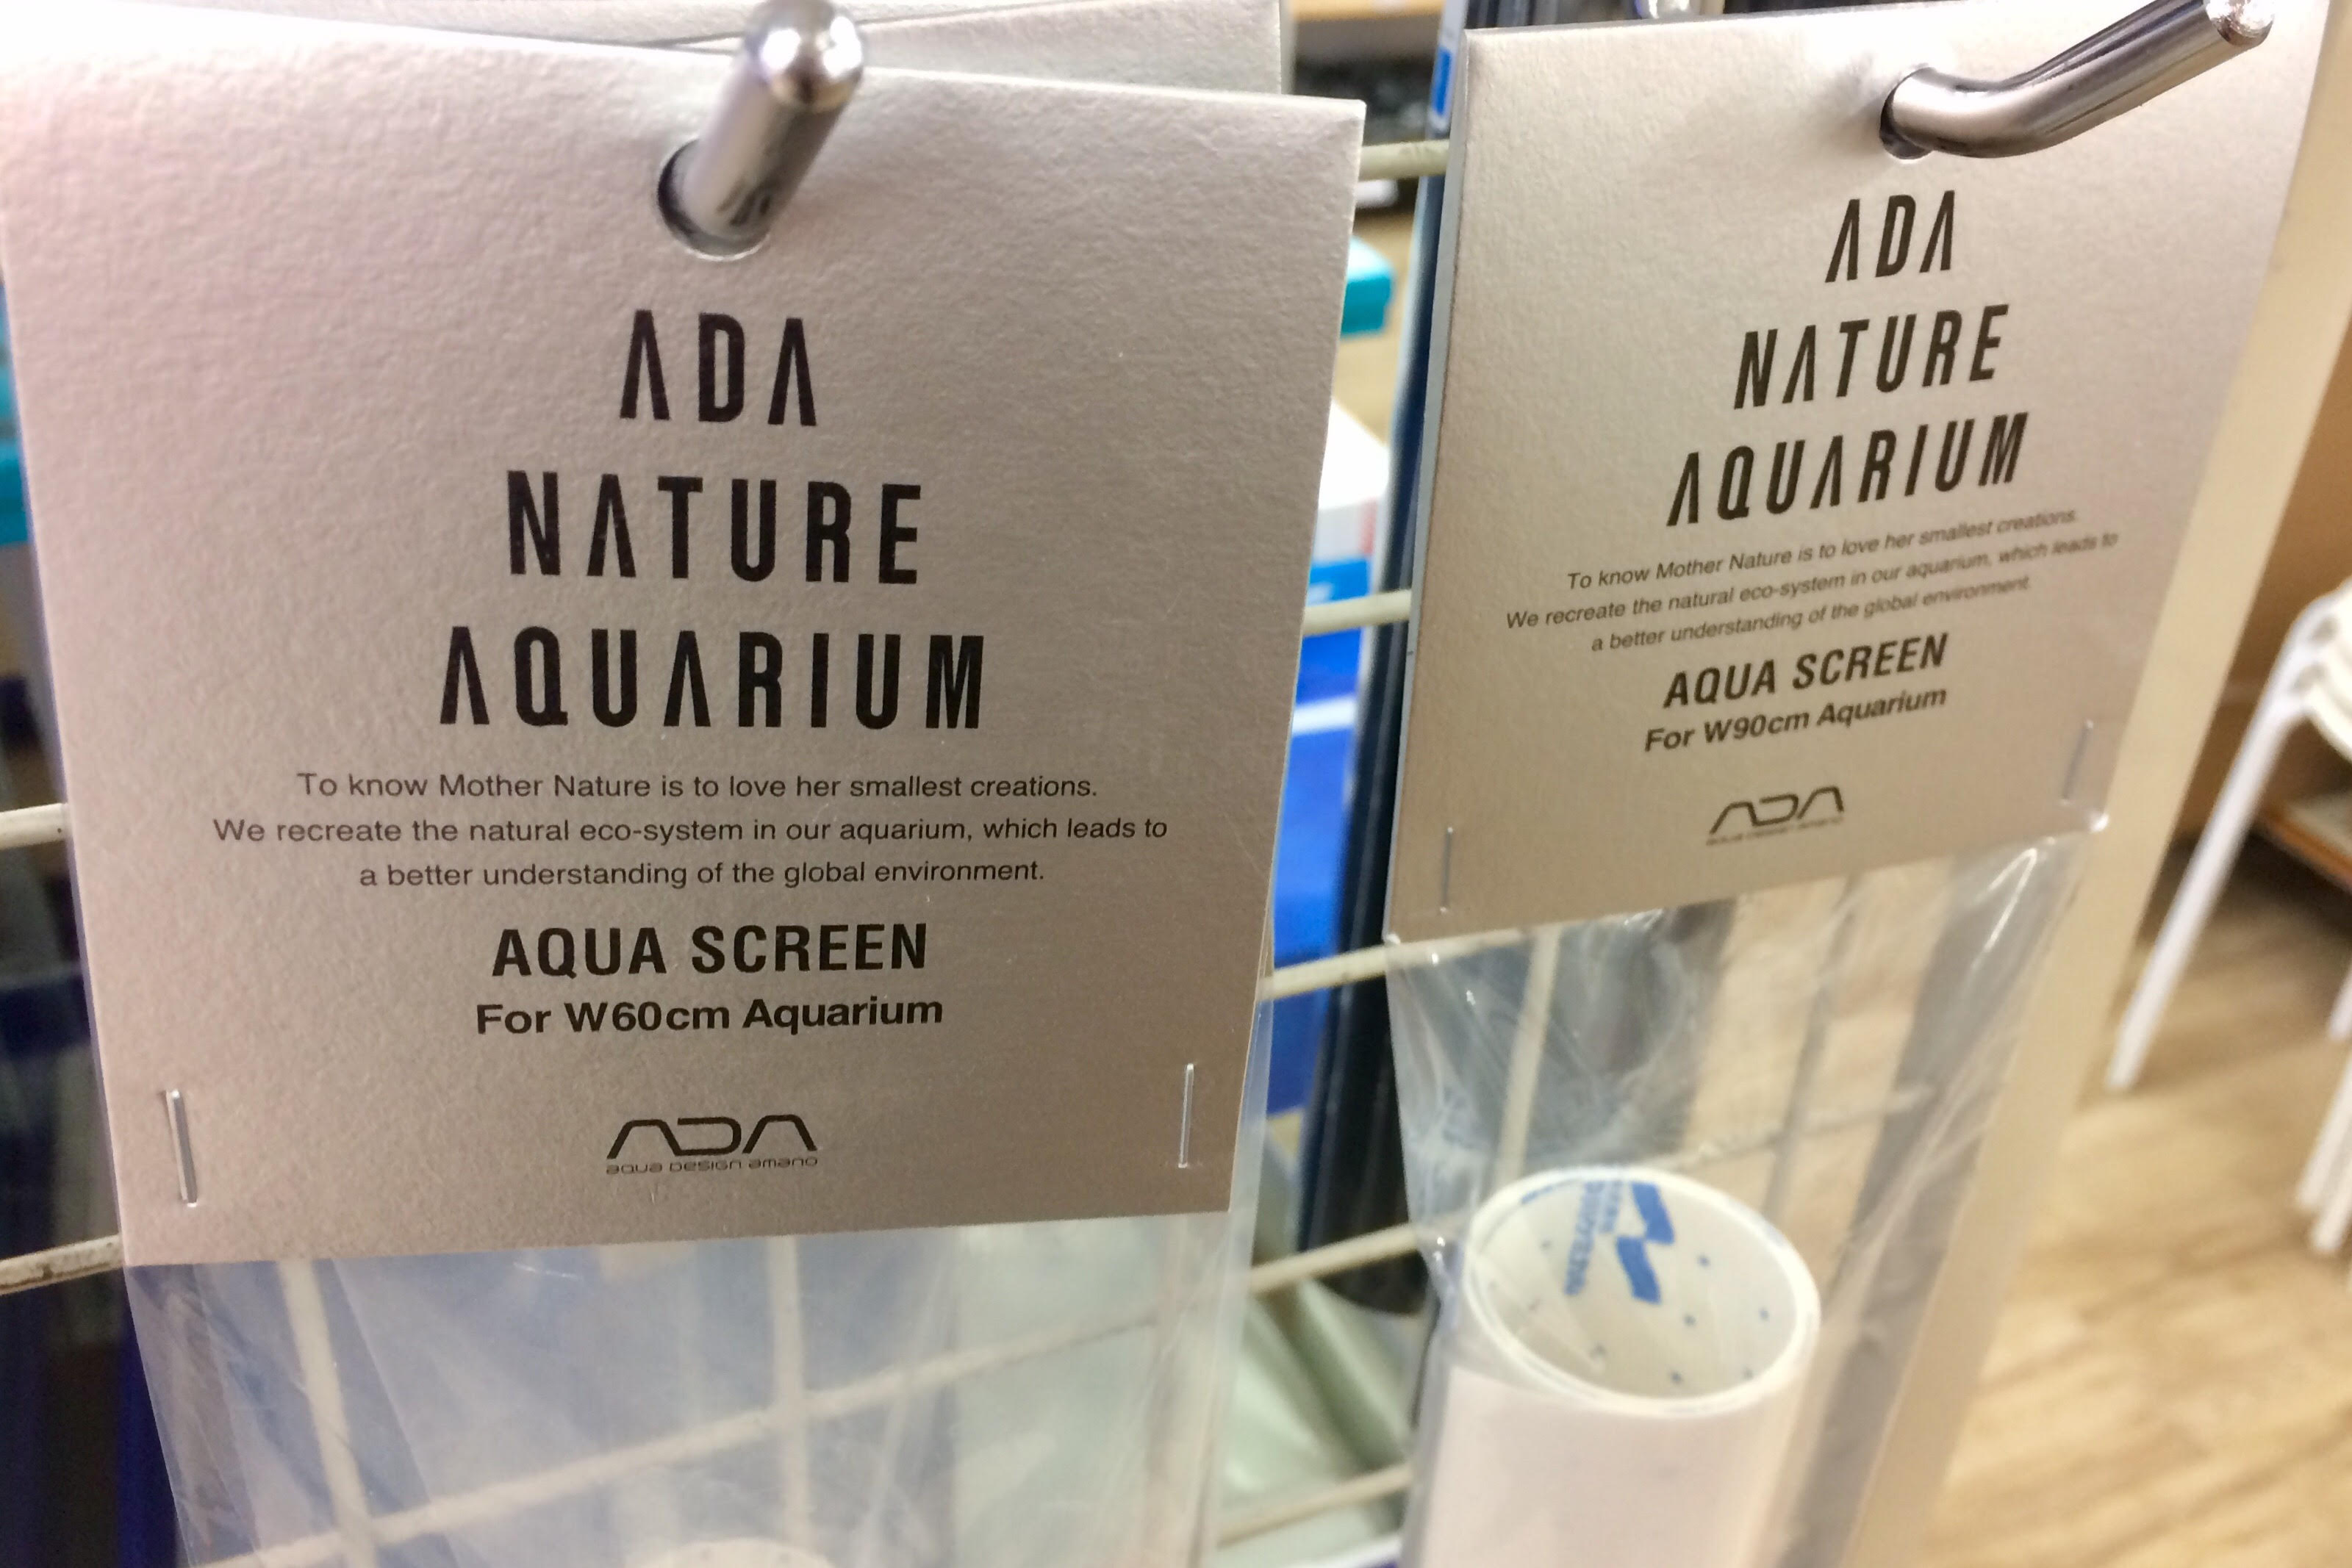 ADA
NATURE
AQUARIUM
To know Mother Nature is to love her smallest creations.
We recreate the natural eco-system in our aquarium, which leads to
a better understanding of the global environment.
AQUA SCREEN
For W60cm Aquarium
ADA
aqua design amano
ADA
NATURE
AQUARIUM
To know Mother Nature is to love her smallest creations.
We recreate the natural eco-system in our aquarium, which leads to
a better understanding of the global environment.
AQUA SCREEN
For W90cm Aquarium
ADA
aqua design amano